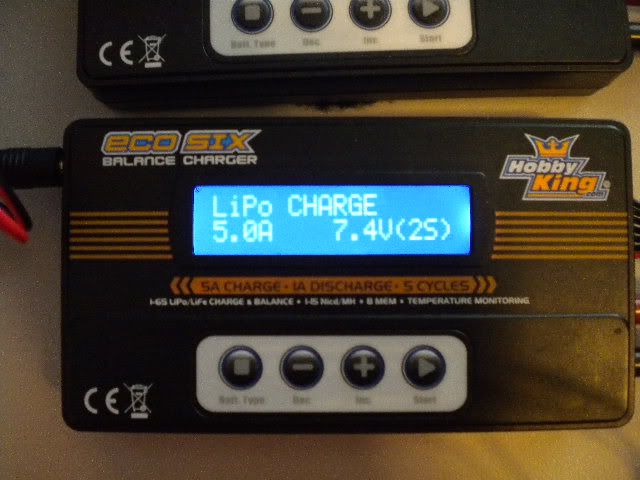 CE
Batt. Type Dec. Inc. Start
eco six
BALANCE CHARGER
Hobby
King
.com
LiPo CHARGE
5.0A 7.4V(2S)
5A CHARGE · 1A DISCHARGE · 5 CYCLES
1-6S LiPo/LiFe CHARGE & BALANCE • 1-15 Nicd/MH • 8 MEM • TEMPERATURE MONITORING
CE
Batt. Type Dec. Inc. Start